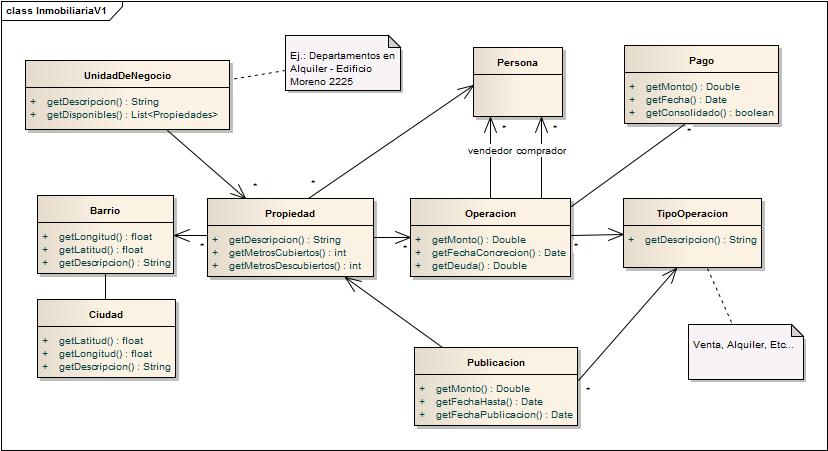 class InmobiliariaV1
UnidadDeNegocio
+ getDescripcion() : String
+ getDisponibles() : List<Propiedades>
Ej.: Departamentos en
Alquiler - Edificio
Moreno 2225
Persona
Pago
+ getMonto() : Double
+ getFecha() : Date
+ getConsolidado() : boolean
*
*
*
*
*
vendedor
comprador
Barrio
+ getLongitud() : float
+ getLatitud() : float
+ getDescripcion() : String
*
Propiedad
+ getDescripcion() : String
+ getMetrosCubiertos() : int
+ getMetrosDescubiertos() : int
*
Operacion
+ getMonto() : Double
+ getFechaConcrecion() : Date
+ getDeuda() : Double
*
TipoOperacion
+ getDescripcion() : String
Ciudad
+ getLatitud() : float
+ getLongitud() : float
+ getDescripcion() : String
Publicacion
+ getMonto() : Double
+ getFechaHasta() : Date
+ getFechaPublicacion() : Date
*
Venta, Alquiler, Etc...